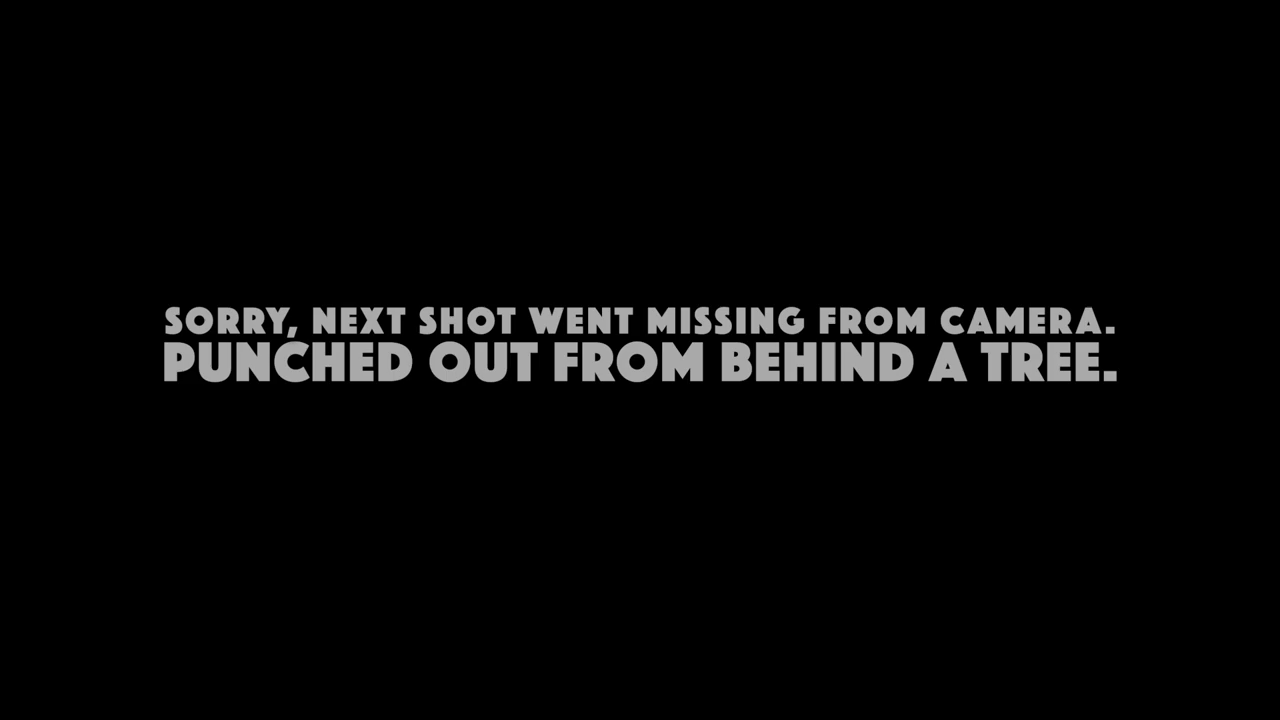 SORRY, NEXT SHOT WENT MISSING FROM CAMERA.
PUNCHED OUT FROM BEHIND A TREE.